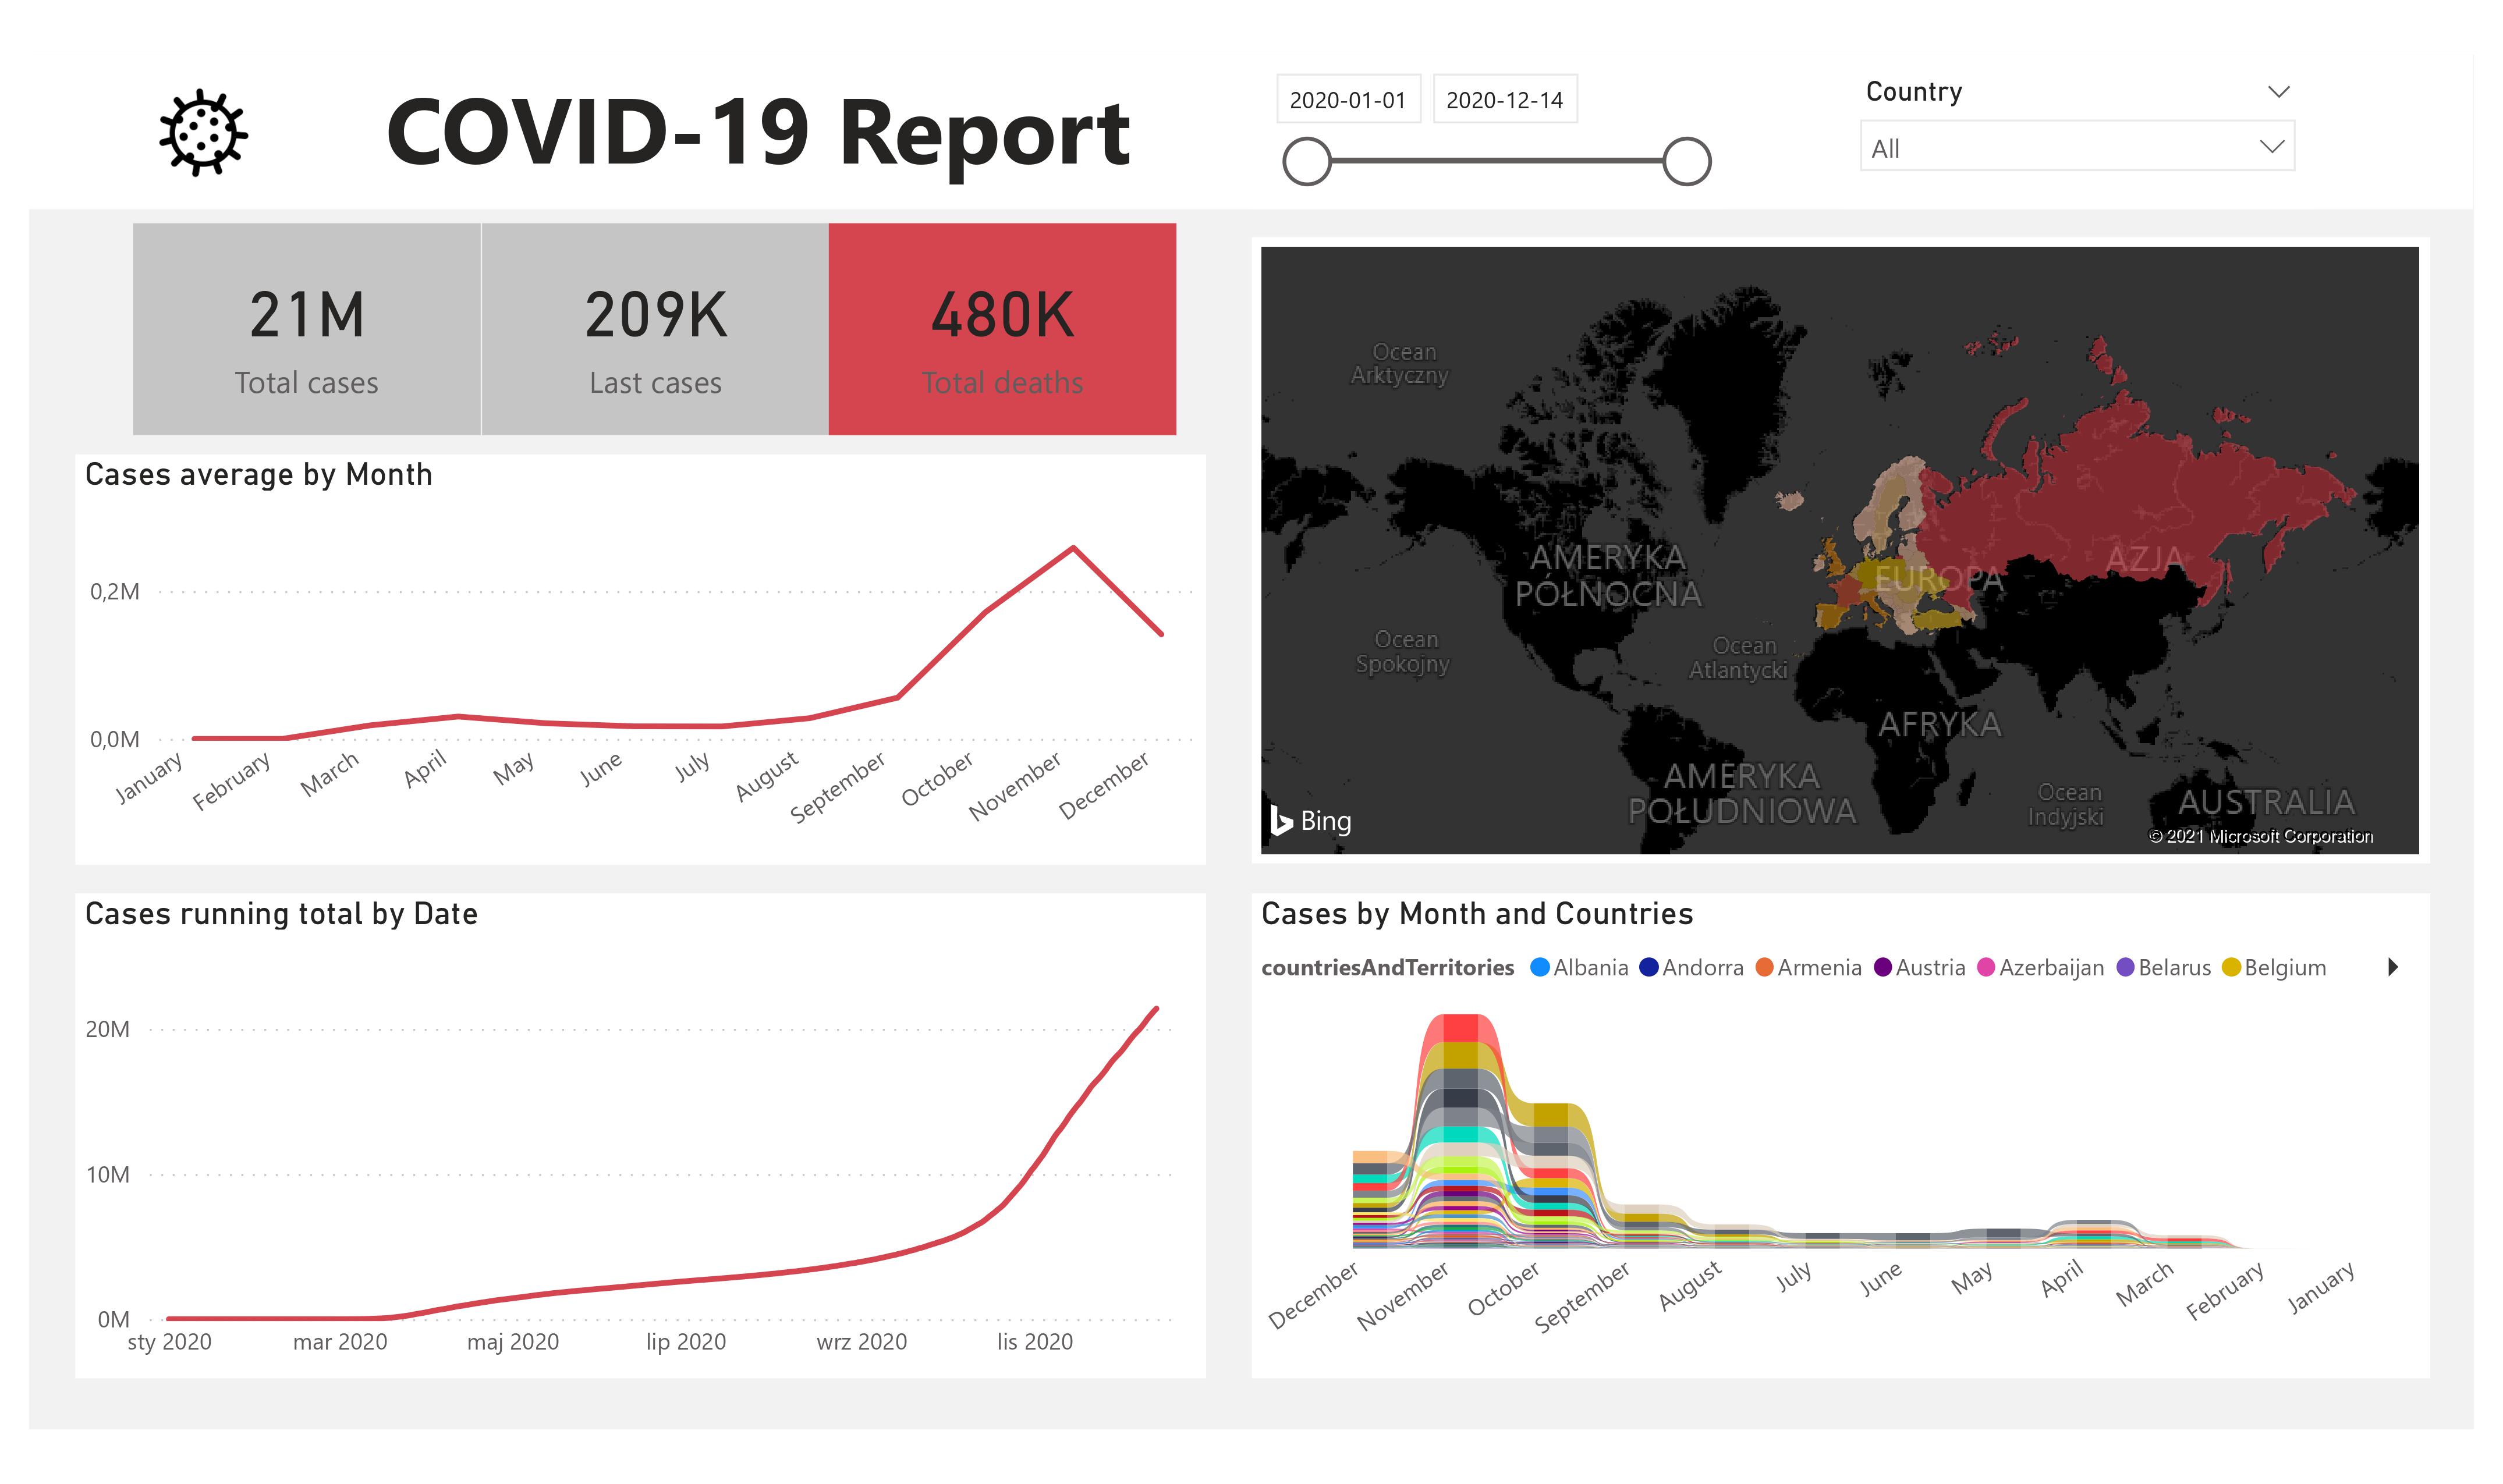 COVID-19 Report
2020-01-01
2020-12-14
Country
All
21M
Total cases
209K
Last cases
480K
Total deaths
Cases average by Month
0,2M
0,0M
January
February
March
April
May
June
July
August
September
October
November
December
Ocean
Arktyczny
AMERYKA
PÓŁNOCNA
EUROPA
AZJA
Ocean
Spokojny
Ocean
Atlantycki
AFRYKA
AMERYKA
POŁUDNIOWA
Ocean
Indyjski
AUSTRALIA
Bing
© 2021 Microsoft Corporation
Cases running total by Date
20M
10M
0M
sty 2020
mar 2020
maj 2020
lip 2020
wrz 2020
lis 2020
Cases by Month and Countries
countriesAndTerritories Albania Andorra Armenia Austria Azerbaijan Belarus Belgium
December
November
October
September
August
July
June
May
April
March
February
January